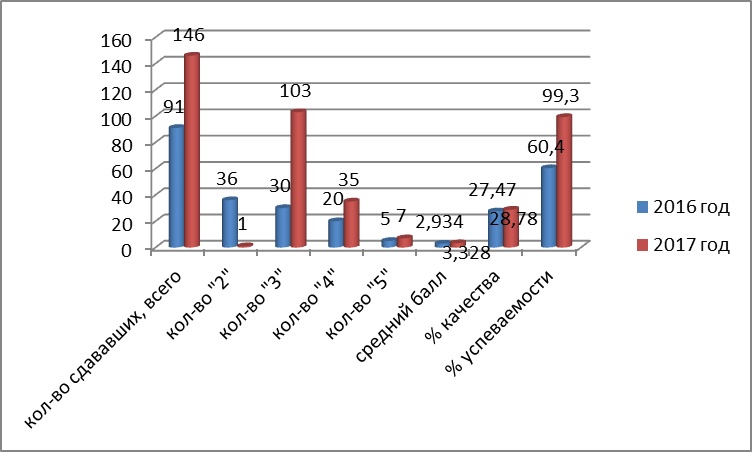 160
140
120
100
80
60
40
20
0
146
91
36
1
30
103
20
35
5
7
2,934
3,328
27,47
28,78
60,4
99,3
кол-во сдававших, всего
кол-во "2"
кол-во "3"
кол-во "4"
кол-во "5"
средний балл
% качества
% успеваемости
2016 год
2017 год